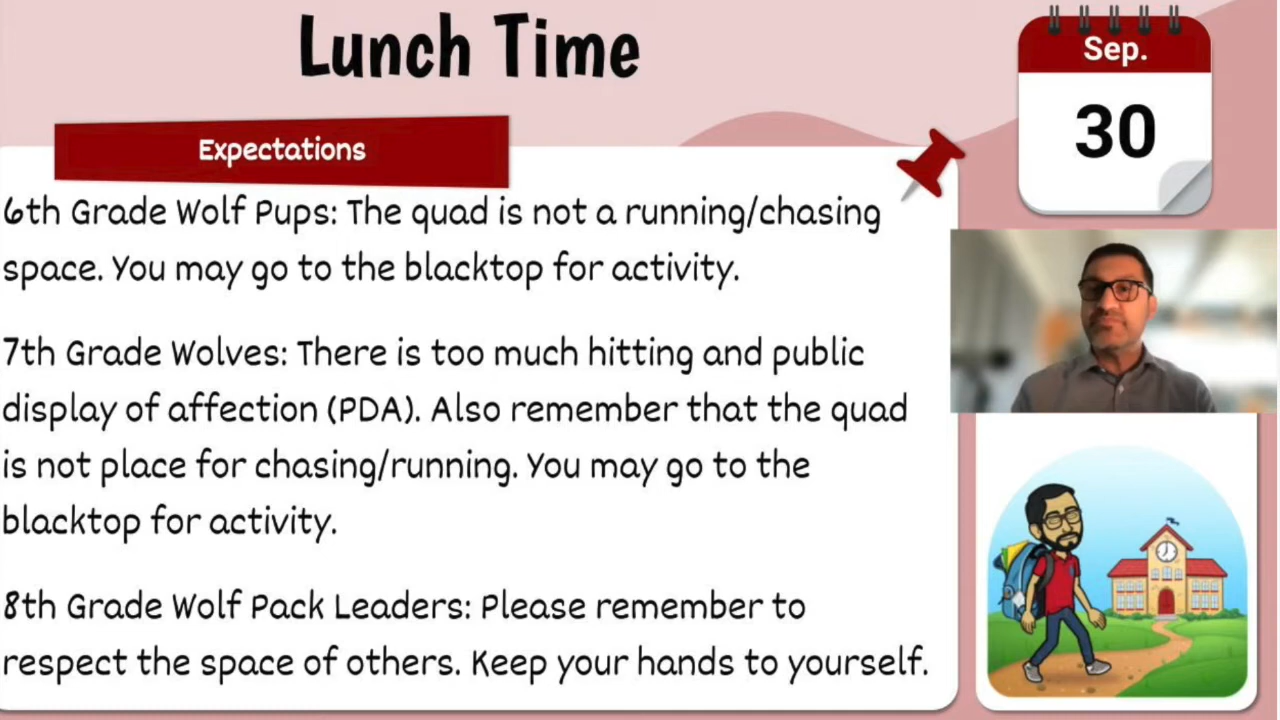 Lunch Time
Sep.
30
Expectations
6th Grade Wolf Pups: The quad is not a running/chasing
space. You may go to the blacktop for activity.
7th Grade Wolves: There is too much hitting and public
display of affection (PDA). Also remember that the quad
is not place for chasing/running. You may go to the
blacktop for activity.
8th Grade Wolf Pack Leaders: Please remember to
respect the space of others. Keep your hands to yourself.